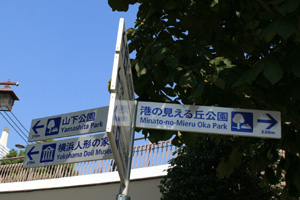 山下公園
Yamashita Park
横浜人形の家
Yokohama Doll Museum
港の見える丘公園
Minato-no-Mieru Oka Park